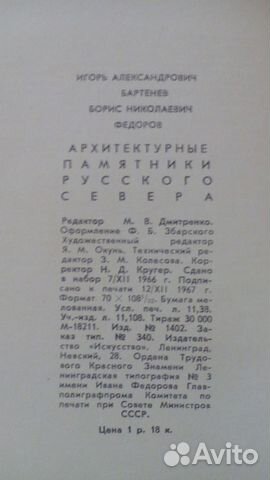 ИГОРЬ АЛЕКСАНДРОВИЧ
БАРТЕНЕВ
БОРИС НИКОЛАЕВИЧ
ФЕДОРОВ
АРХИТЕКТУРНЫЕ
ПАМЯТНИКИ
РУССКОГО
СЕВЕРА
Редактор М. В. Дмитренко.
Оформление Ф. Б. Збарского
Художественный редактор
Я. М. Окунь. Технический ре-
дактор З. М. Колесова. Кор-
ректор Н. Д. Кругер. Сдано
в набор 7/XII 1966 г. Подпи-
сано к печати 12/XII 1967 г.
Формат 70 × 108 1/32. Бумага ме-
лованная. Усл. печ. л. 11,38.
Уч.-изд. л. 11,108. Тираж 30 000
М-18211. Изд. № 1402. За-
каз тип. № 340. Издательст-
во «Искусство». Ленинград,
Невский, 28. Ордена Трудо-
вого Красного Знамени Ле-
нинградская типография № 3
имени Ивана Федорова Глав-
полиграфпрома Комитета по
печати при Совете Министров
СССР.
Цена 1 р. 18 к.
Avito